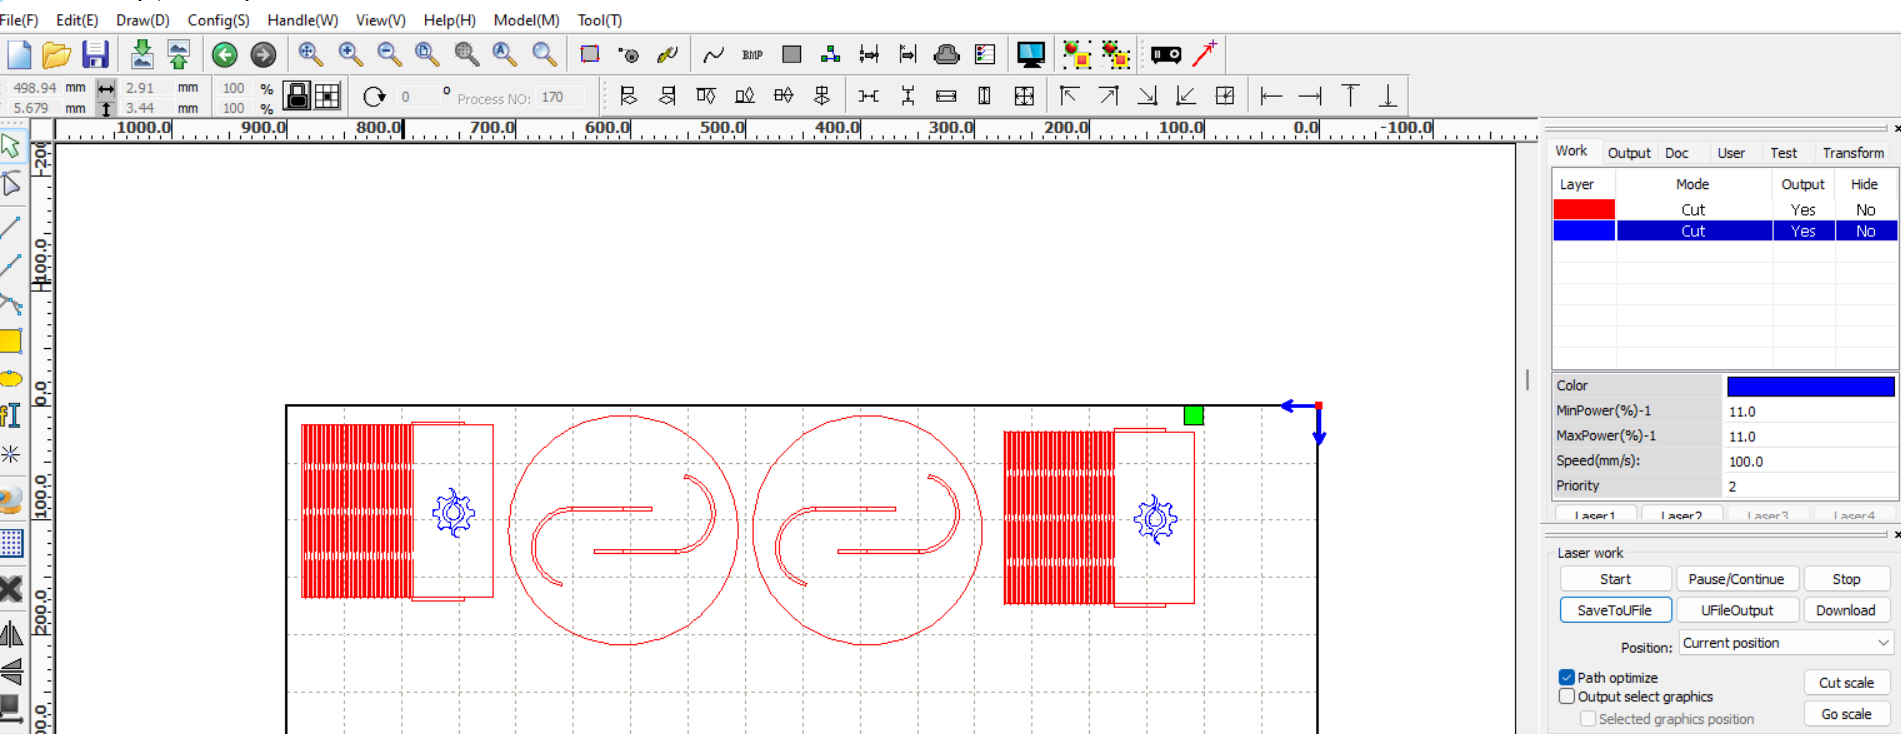 File(F) Edit(E) Draw(D) Config(S) Handle(W) View(V) Help(H) Model(M) Tool(T)
BMP
498.94 mm 2.91 mm 100 %
5.679 mm 3.44 mm 100 %
0 ° Process NO: 170
1000.0 900.0 800.0 700.0 600.0 500.0 400.0 300.0 200.0 100.0 0.0 -100.0
-100.0
0.0
100.0
200.0
Work Output Doc User Test Transform
Layer Mode Output Hide
Cut Yes No
Cut Yes No
Color
MinPower(%)-1 11.0
MaxPower(%)-1 11.0
Speed(mm/s): 100.0
Priority 2
Laser1 Laser2 Laser3 Laser4
Laser work
Start Pause/Continue Stop
SaveToUFile UFileOutput Download
Position: Current position
Path optimize
Output select graphics
Cut scale
Selected graphics position
Go scale